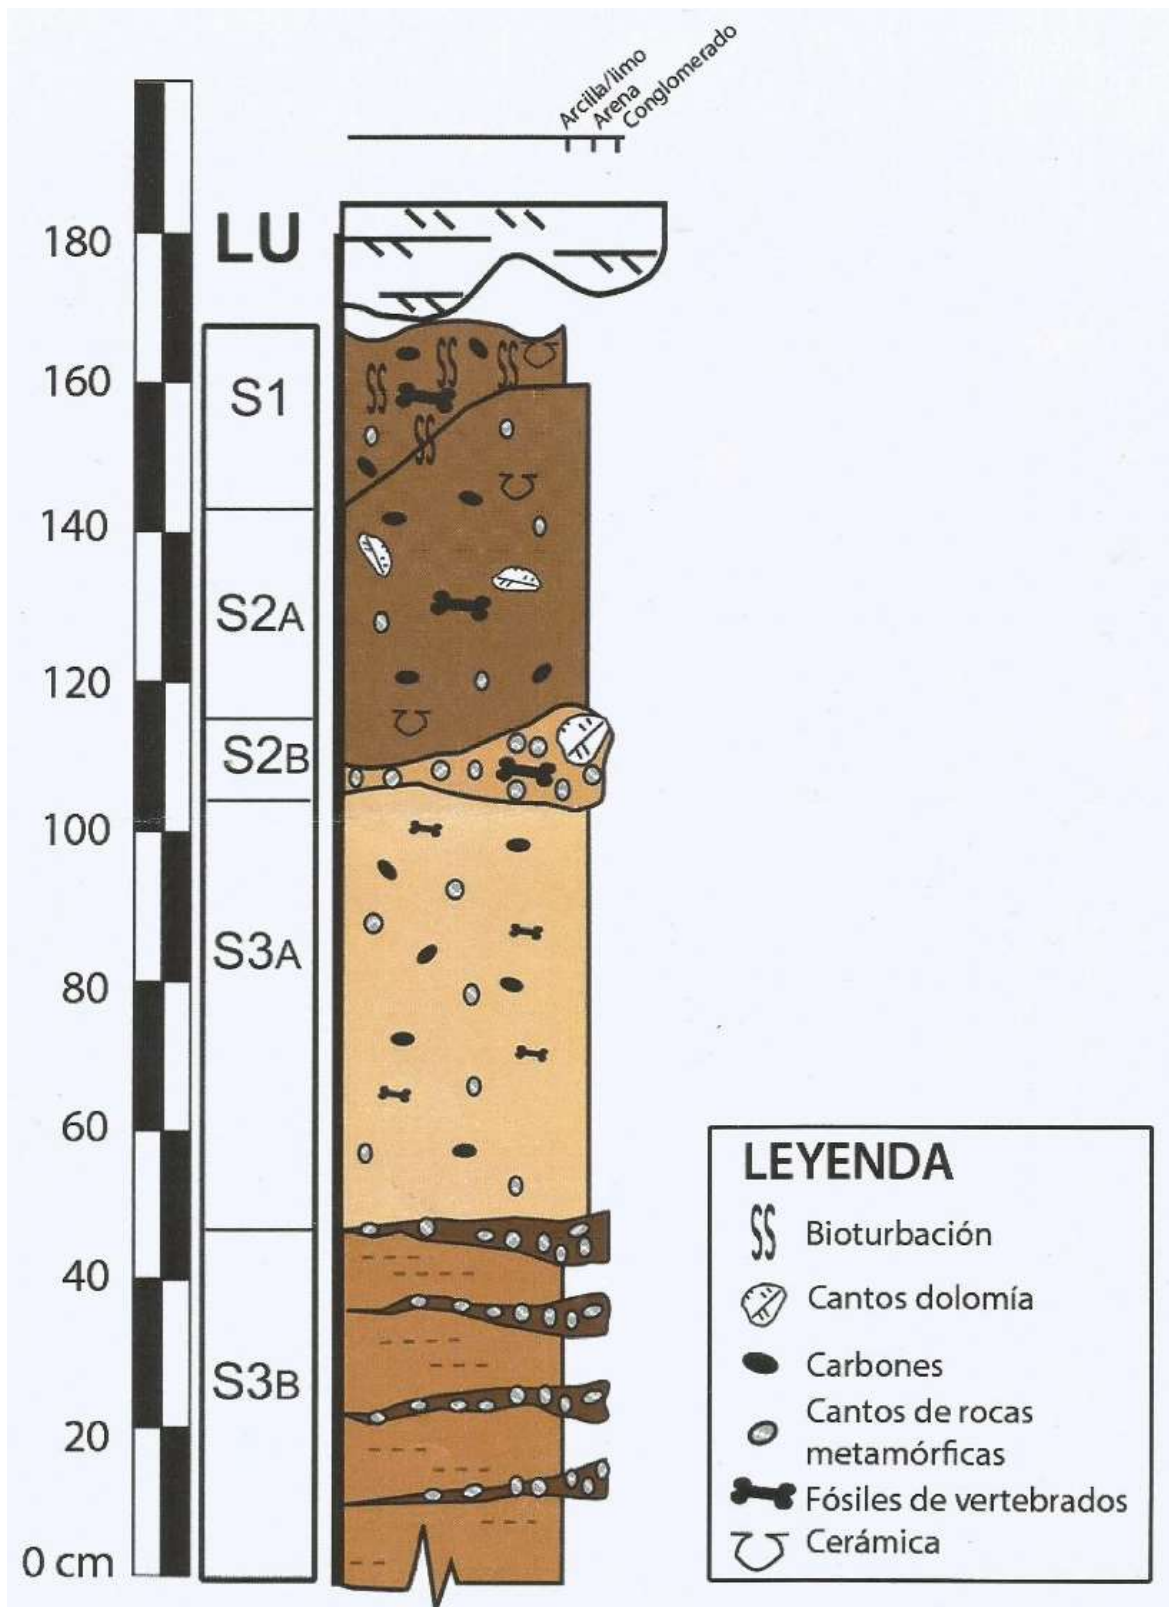 Arcilla/limo
Arena
Conglomerado
LU
180
160
140
120
100
80
60
40
20
0 cm
S1
S2A
S2B
S3A
S3B
LEYENDA
Bioturbación
Cantos dolomía
Carbones
Cantos de rocas
metamórficas
Fósiles de vertebrados
Cerámica